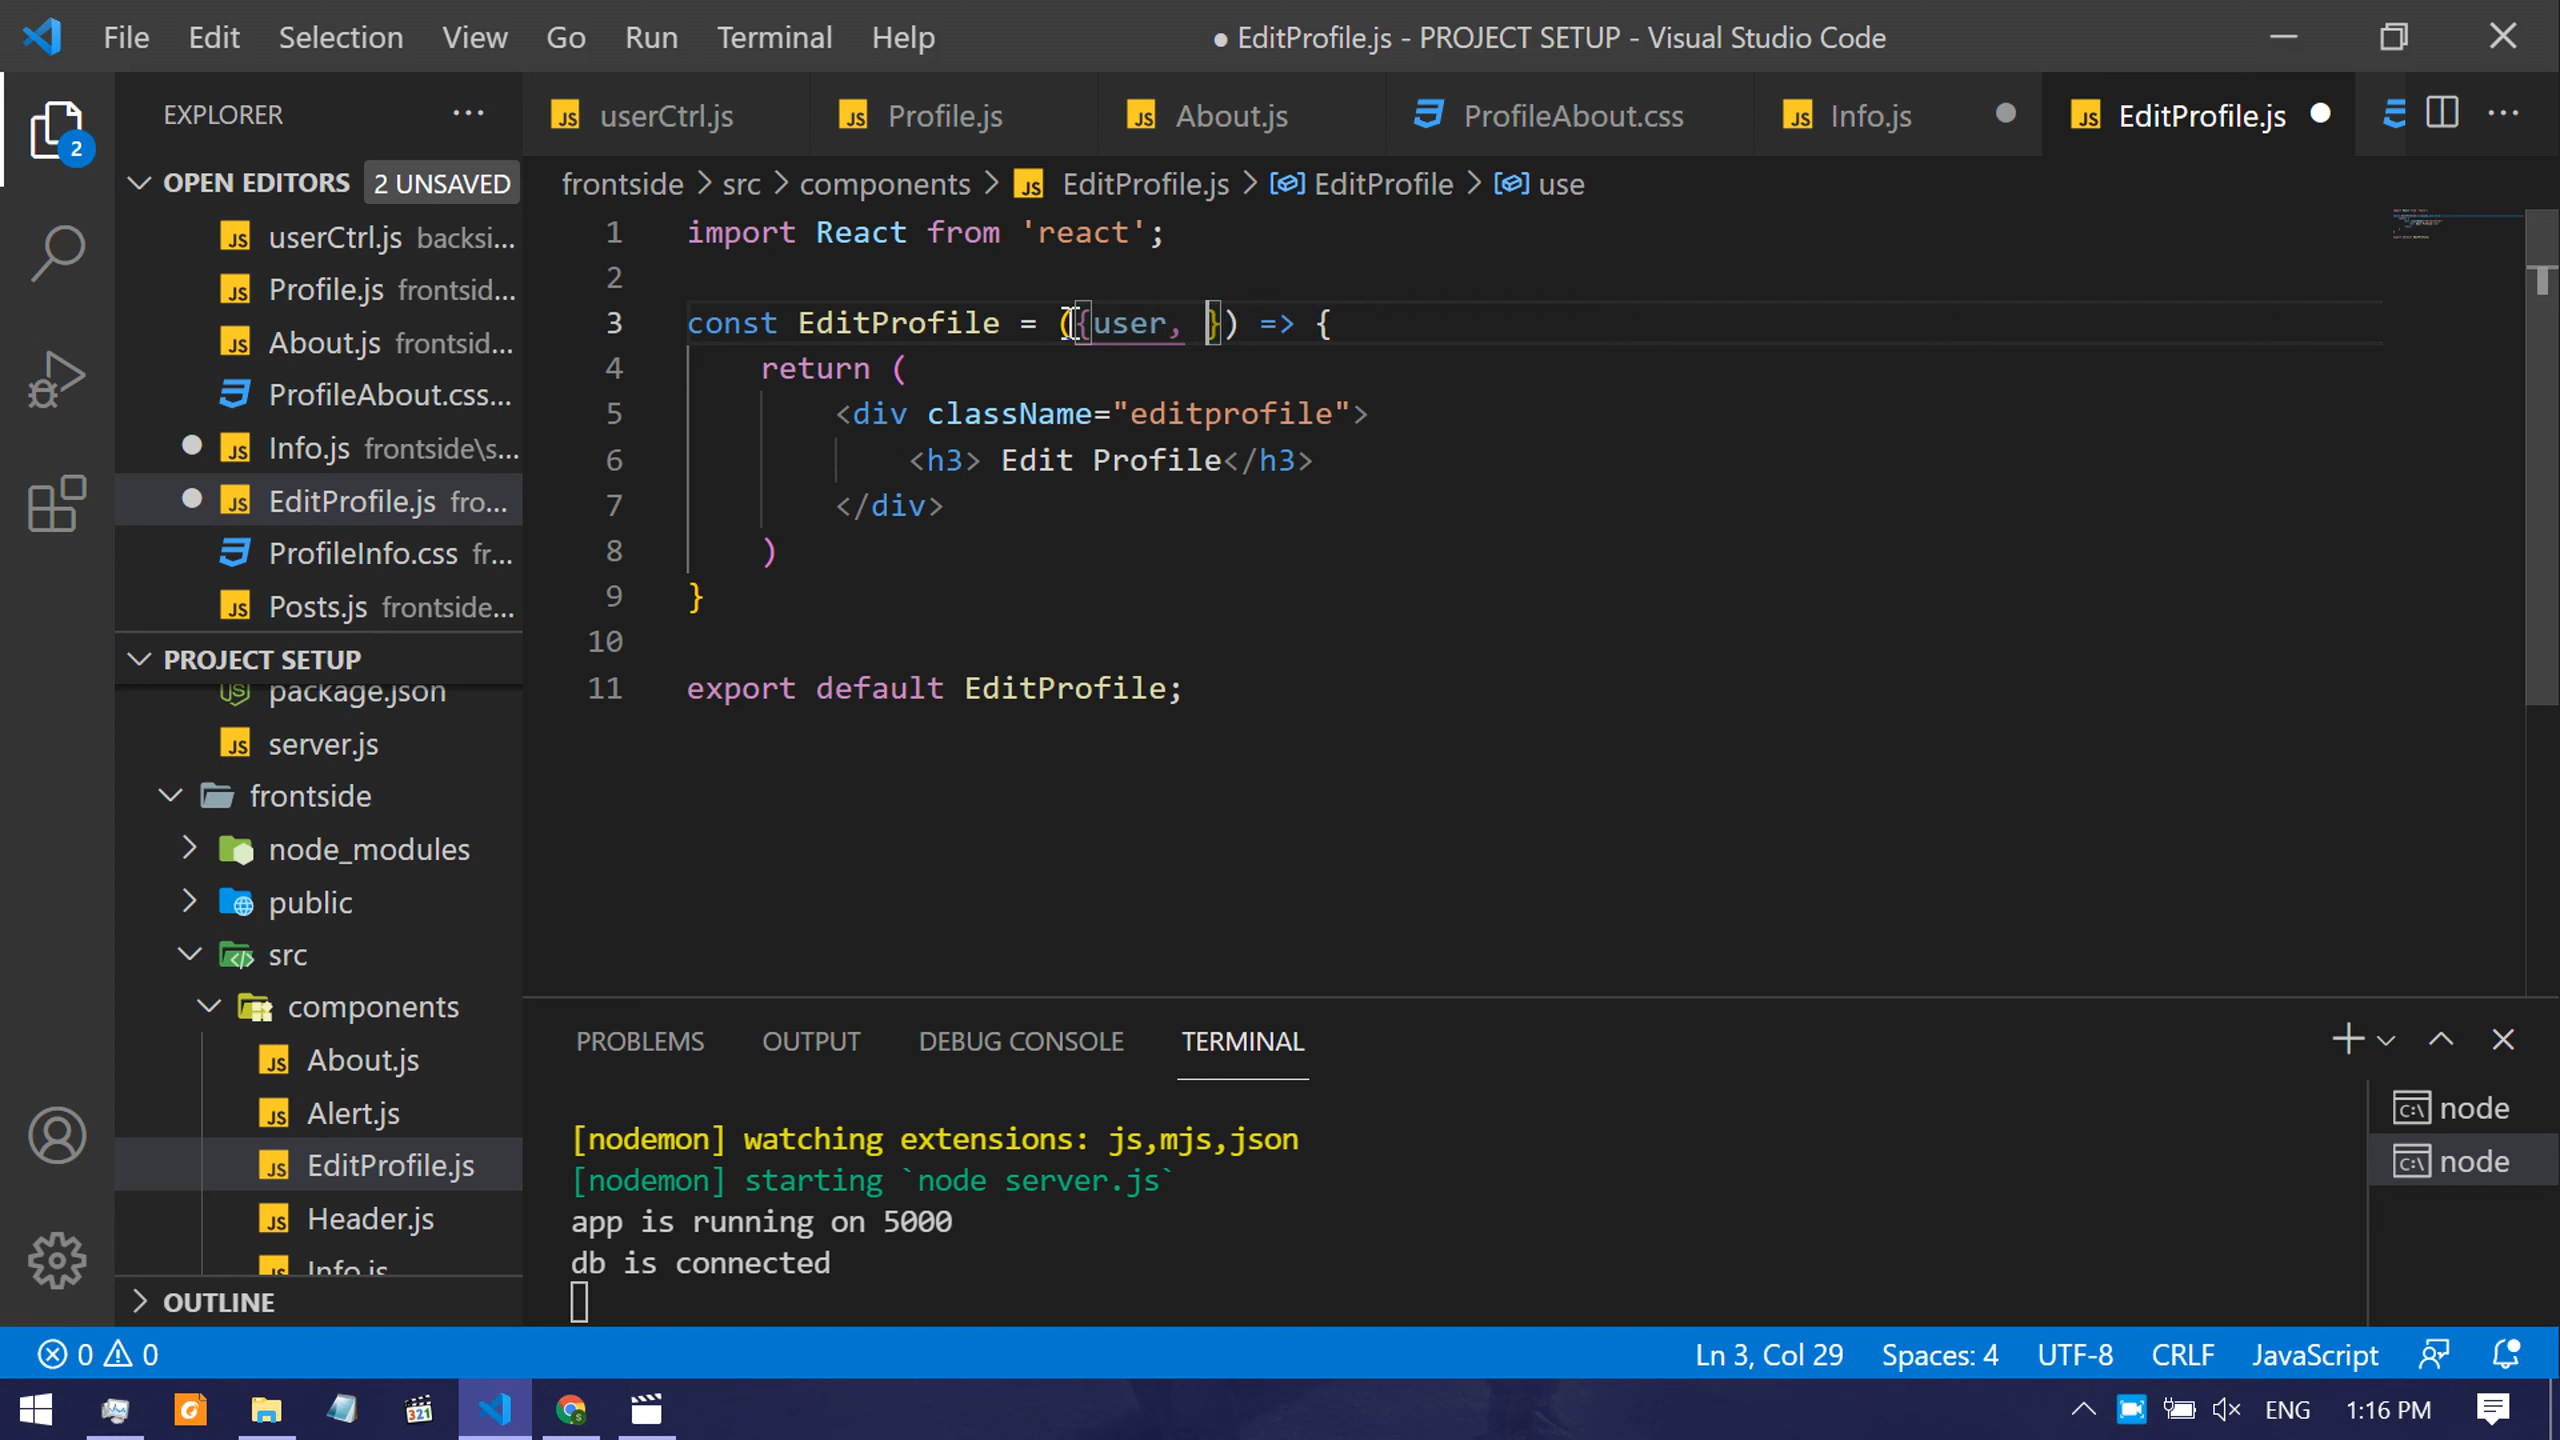 File Edit Selection View Go Run Terminal Help
● EditProfile.js - PROJECT SETUP - Visual Studio Code
EXPLORER
OPEN EDITORS 2 UNSAVED
userCtrl.js backsi...
Profile.js frontsid...
About.js frontsid...
ProfileAbout.css...
Info.js frontside\s...
EditProfile.js fro...
ProfileInfo.css fr...
Posts.js frontside...
PROJECT SETUP
package.json
server.js
frontside
node_modules
public
src
components
About.js
Alert.js
EditProfile.js
Header.js
Info.js
OUTLINE
userCtrl.js Profile.js About.js ProfileAbout.css Info.js EditProfile.js
frontside > src > components > EditProfile.js > EditProfile > use
1 import React from 'react';
2
3 const EditProfile = ({user, }) => {
4 return (
5 <div className="editprofile">
6 <h3> Edit Profile</h3>
7 </div>
8 )
9 }
10
11 export default EditProfile;
PROBLEMS OUTPUT DEBUG CONSOLE TERMINAL
[nodemon] watching extensions: js,mjs,json
[nodemon] starting `node server.js`
app is running on 5000
db is connected
node
node
2
0 0
Ln 3, Col 29 Spaces: 4 UTF-8 CRLF JavaScript
321
ENG 1:16 PM